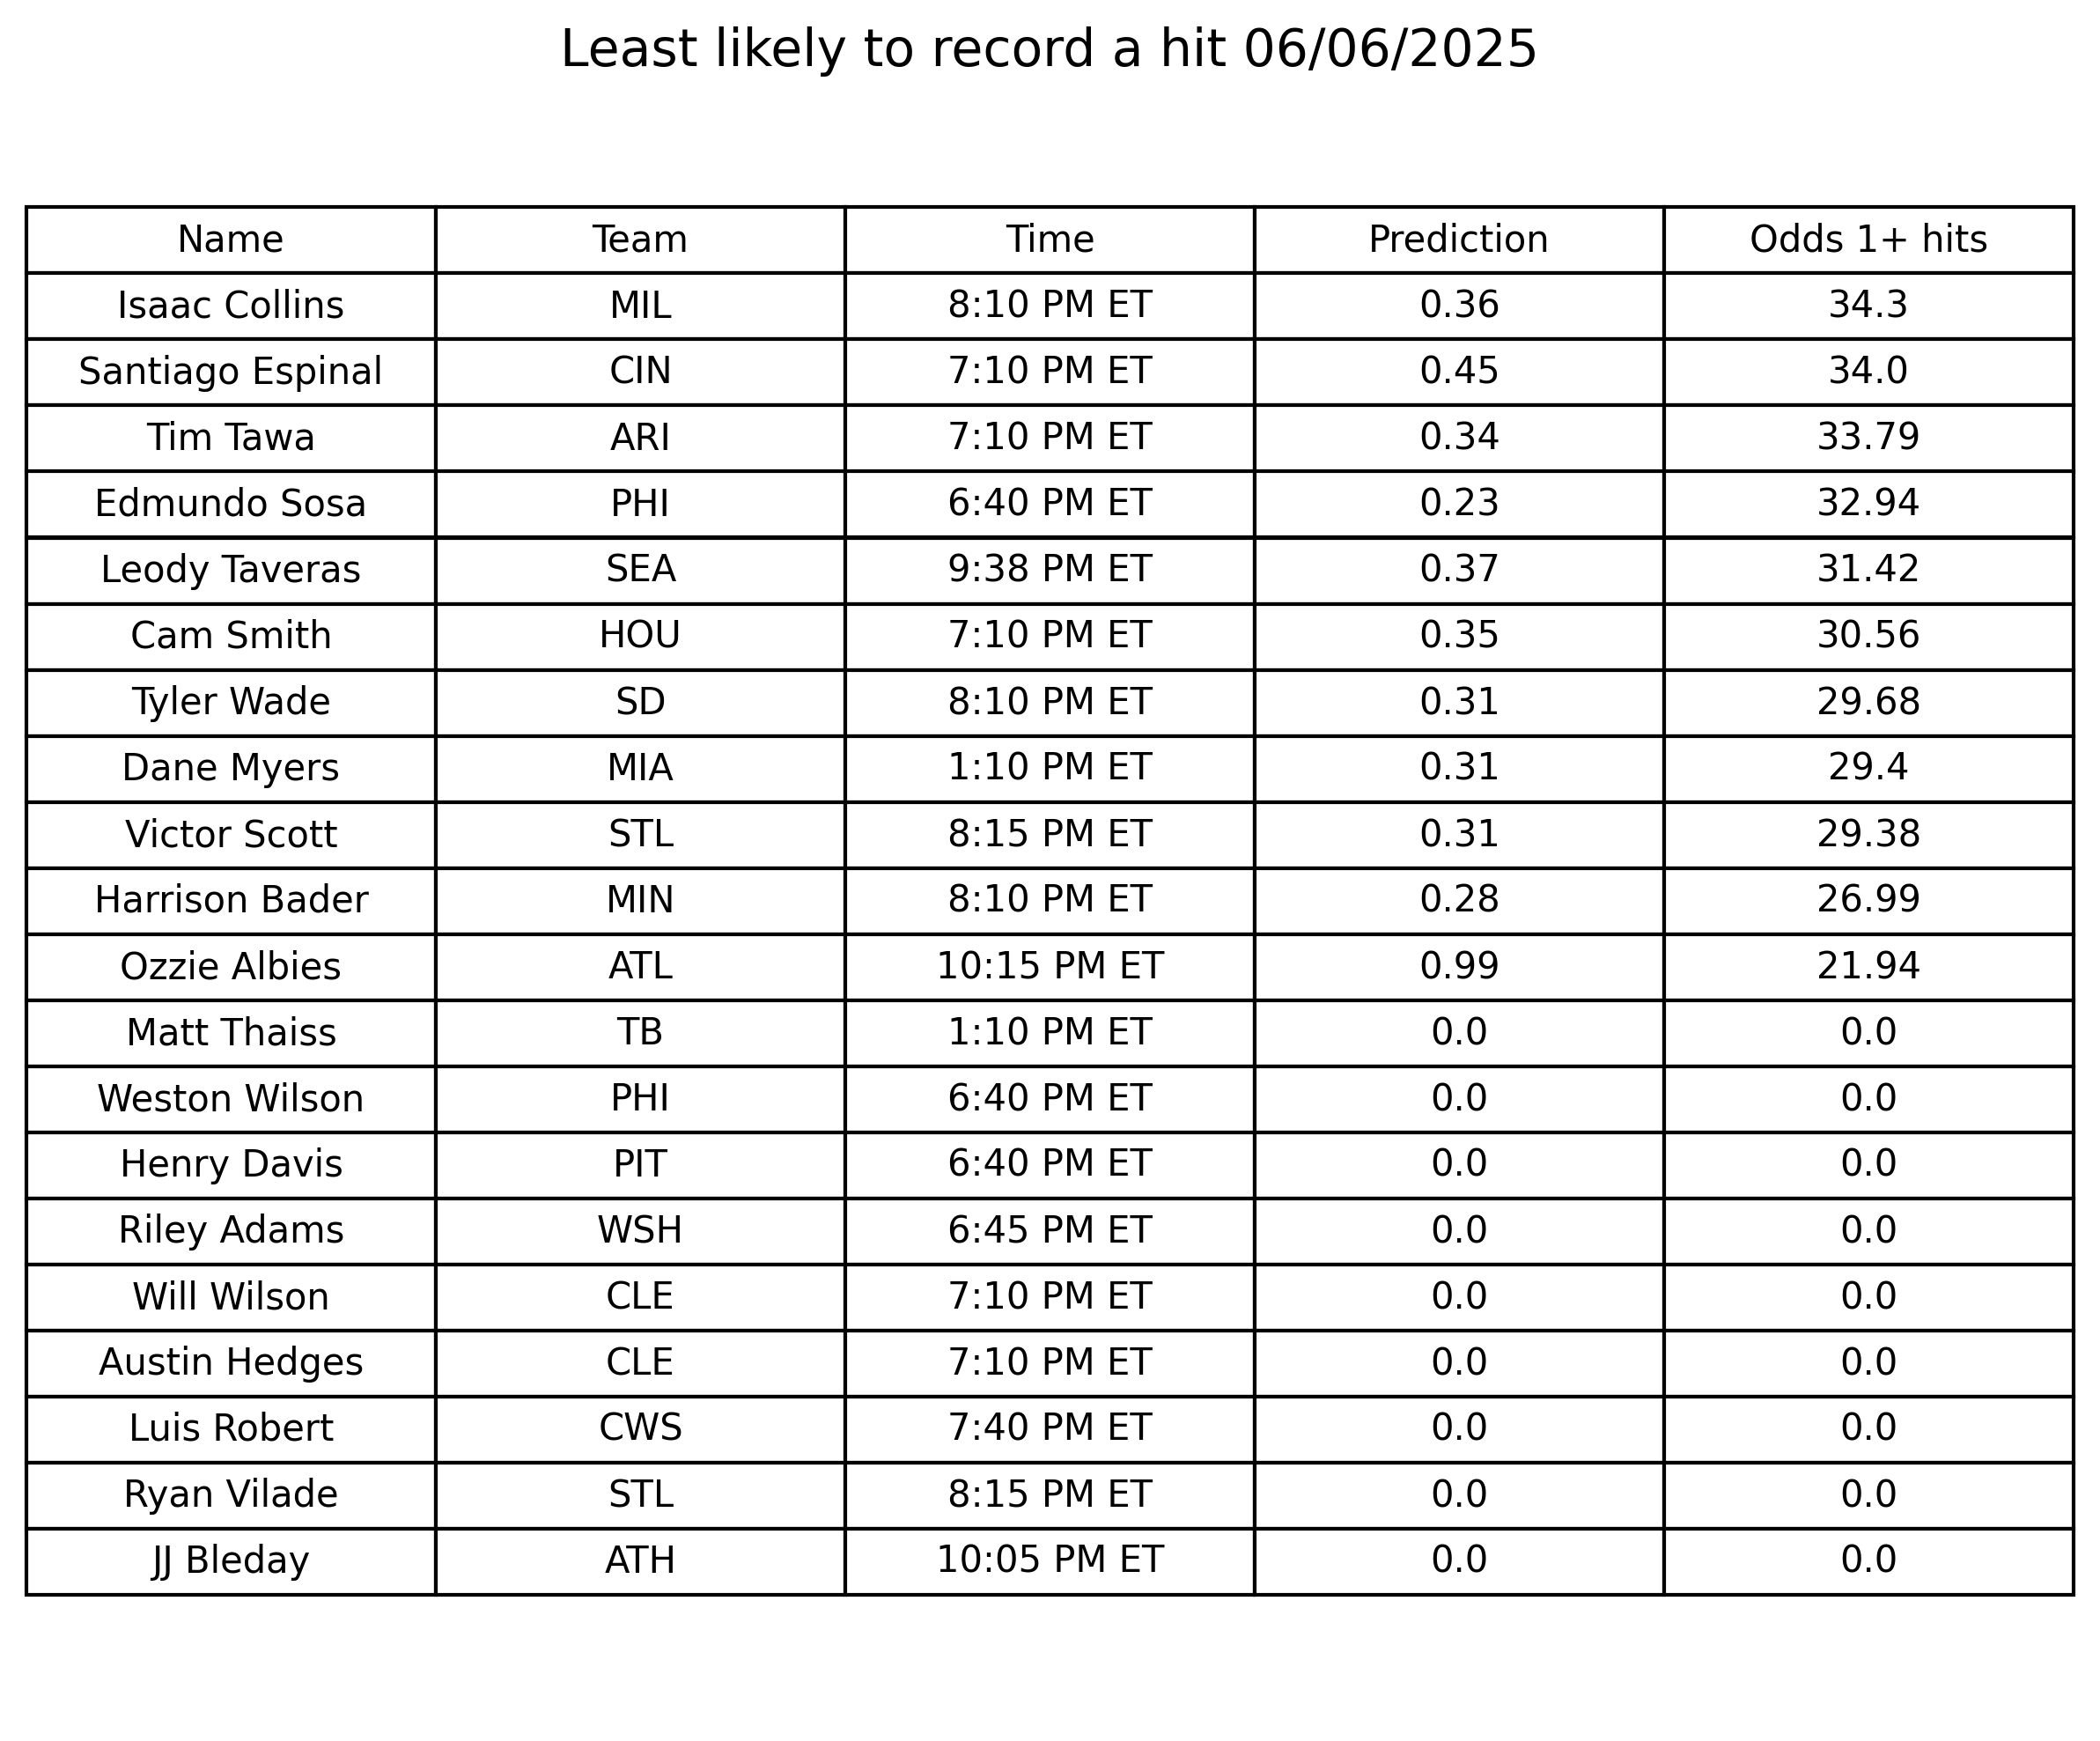 Least likely to record a hit 06/06/2025
Name Team Time Prediction Odds 1+ hits
Isaac Collins MIL 8:10 PM ET 0.36 34.3
Santiago Espinal CIN 7:10 PM ET 0.45 34.0
Tim Tawa ARI 7:10 PM ET 0.34 33.79
Edmundo Sosa PHI 6:40 PM ET 0.23 32.94
Leody Taveras SEA 9:38 PM ET 0.37 31.42
Cam Smith HOU 7:10 PM ET 0.35 30.56
Tyler Wade SD 8:10 PM ET 0.31 29.68
Dane Myers MIA 1:10 PM ET 0.31 29.4
Victor Scott STL 8:15 PM ET 0.31 29.38
Harrison Bader MIN 8:10 PM ET 0.28 26.99
Ozzie Albies ATL 10:15 PM ET 0.99 21.94
Matt Thaiss TB 1:10 PM ET 0.0 0.0
Weston Wilson PHI 6:40 PM ET 0.0 0.0
Henry Davis PIT 6:40 PM ET 0.0 0.0
Riley Adams WSH 6:45 PM ET 0.0 0.0
Will Wilson CLE 7:10 PM ET 0.0 0.0
Austin Hedges CLE 7:10 PM ET 0.0 0.0
Luis Robert CWS 7:40 PM ET 0.0 0.0
Ryan Vilade STL 8:15 PM ET 0.0 0.0
JJ Bleday ATH 10:05 PM ET 0.0 0.0